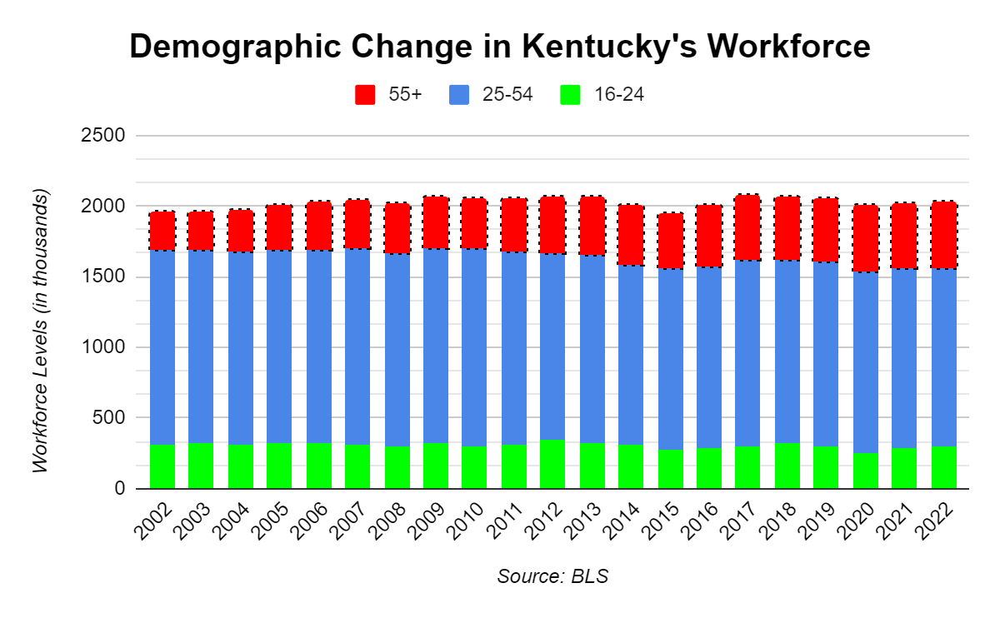 Demographic Change in Kentucky's Workforce
55+ 25-54 16-24
Workforce Levels (in thousands)
2500
2000
1500
1000
500
0
2002 2003 2004 2005 2006 2007 2008 2009 2010 2011 2012 2013 2014 2015 2016 2017 2018 2019 2020 2021 2022
Source: BLS